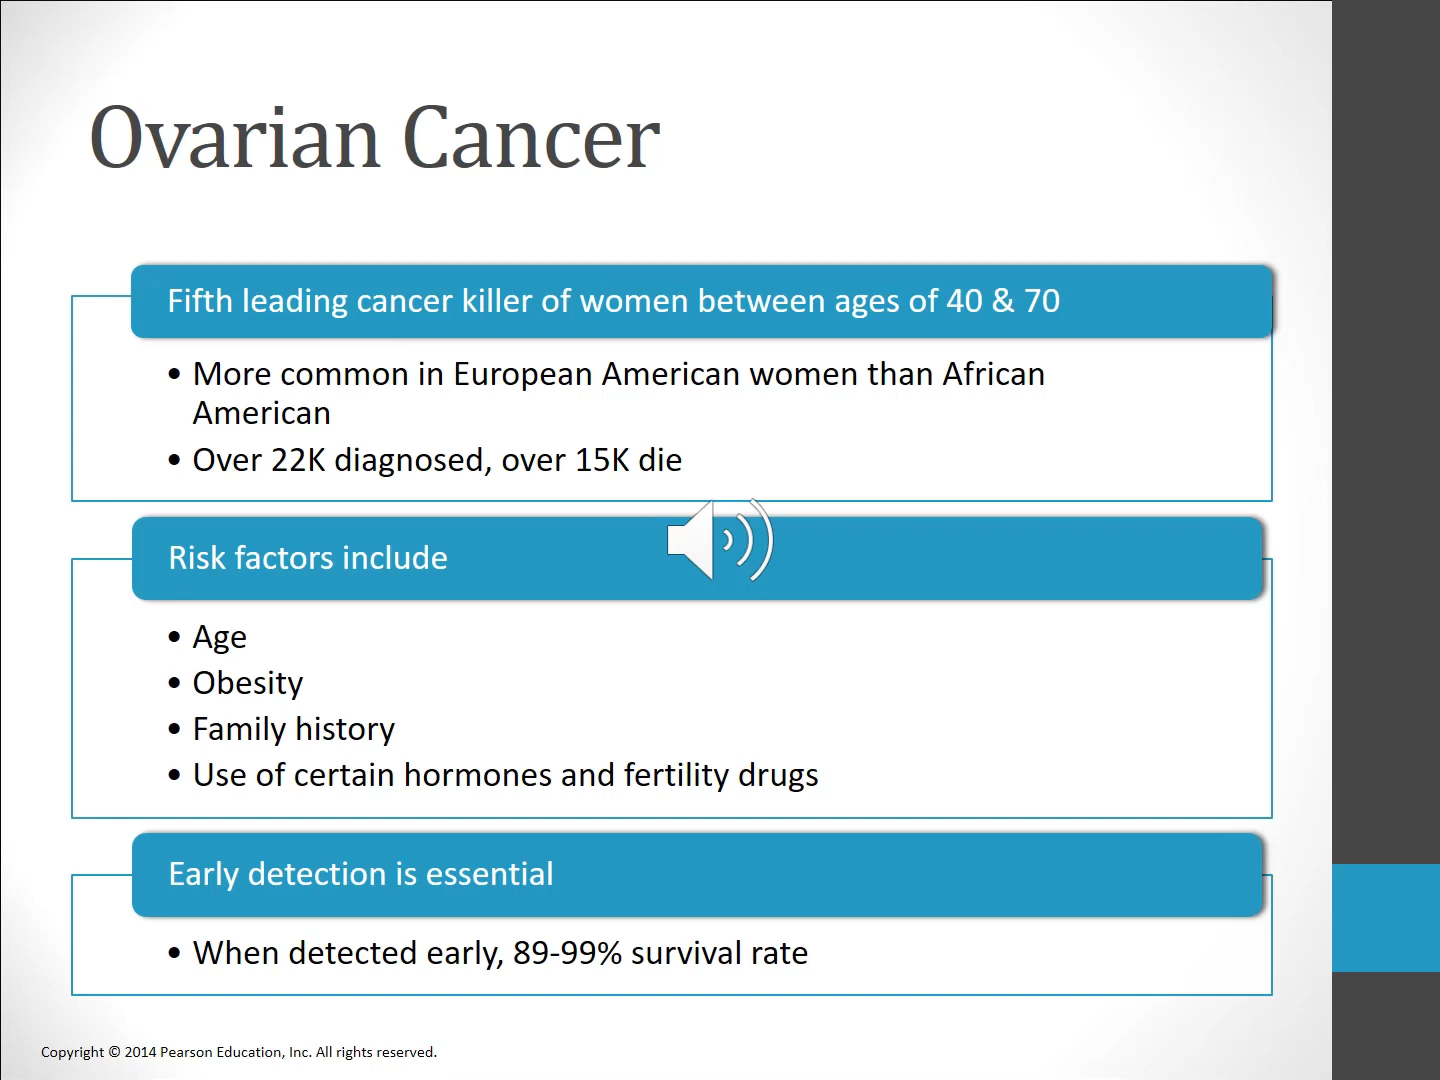 Ovarian Cancer
Fifth leading cancer killer of women between ages of 40 & 70
• More common in European American women than African
American
• Over 22K diagnosed, over 15K die
Risk factors include
• Age
• Obesity
• Family history
• Use of certain hormones and fertility drugs
Early detection is essential
• When detected early, 89-99% survival rate
Copyright © 2014 Pearson Education, Inc. All rights reserved.